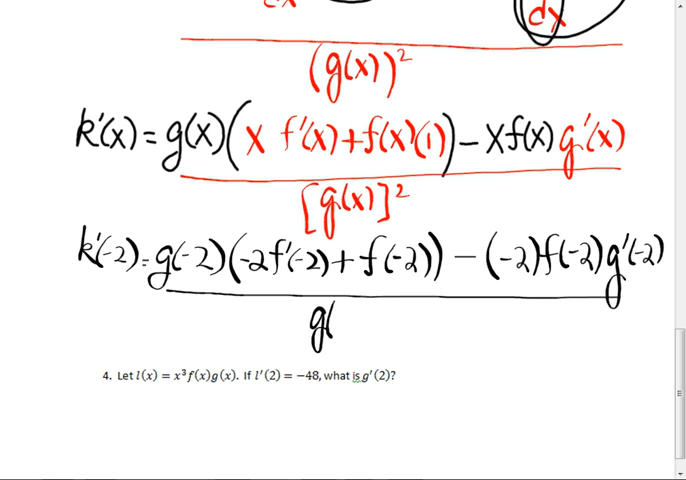 dx
(g(x))²
k'(x) = g(x)(x f'(x)+f(x)(1)) - xf(x) g'(x)
[g(x)]²
k'(-2) = g(-2)(-2f'(-2) + f(-2)) - (-2)f(-2)g'(-2)
g(
4. Let l(x) = x³f(x)g(x). If l'(2) = −48, what is g'(2)?